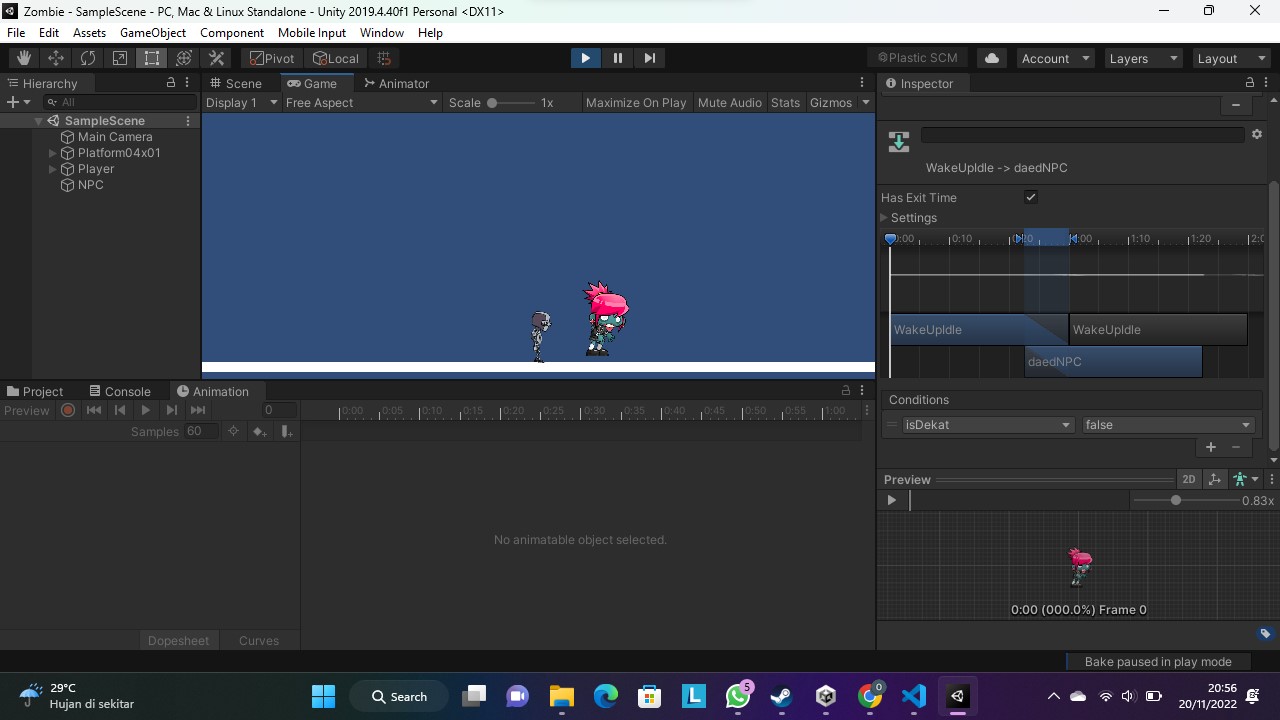 Zombie - SampleScene - PC, Mac & Linux Standalone - Unity 2019.4.40f1 Personal <DX11>
File Edit Assets GameObject Component Mobile Input Window Help
Pivot Local Plastic SCM Account Layers Layout
Hierarchy
All
SampleScene
Main Camera
Platform04x01
Player
NPC
Scene Game Animator
Display 1 Free Aspect Scale 1x Maximize On Play Mute Audio Stats Gizmos
Inspector
WakeUpIdle -> daedNPC
Has Exit Time
Settings
0:00 0:10 0:20 1:00 1:10 1:20 2:0
WakeUpIdle WakeUpIdle
daedNPC
Conditions
isDekat false
Preview 2D
0.83x
0:00 (000.0%) Frame 0
Project Console Animation
Preview 0 0:00 0:05 0:10 0:15 0:20 0:25 0:30 0:35 0:40 0:45 0:50 0:55 1:00
Samples 60
No animatable object selected.
Dopesheet Curves
Bake paused in play mode
29°C
Hujan di sekitar
Search
L
5
0
20:56
20/11/2022